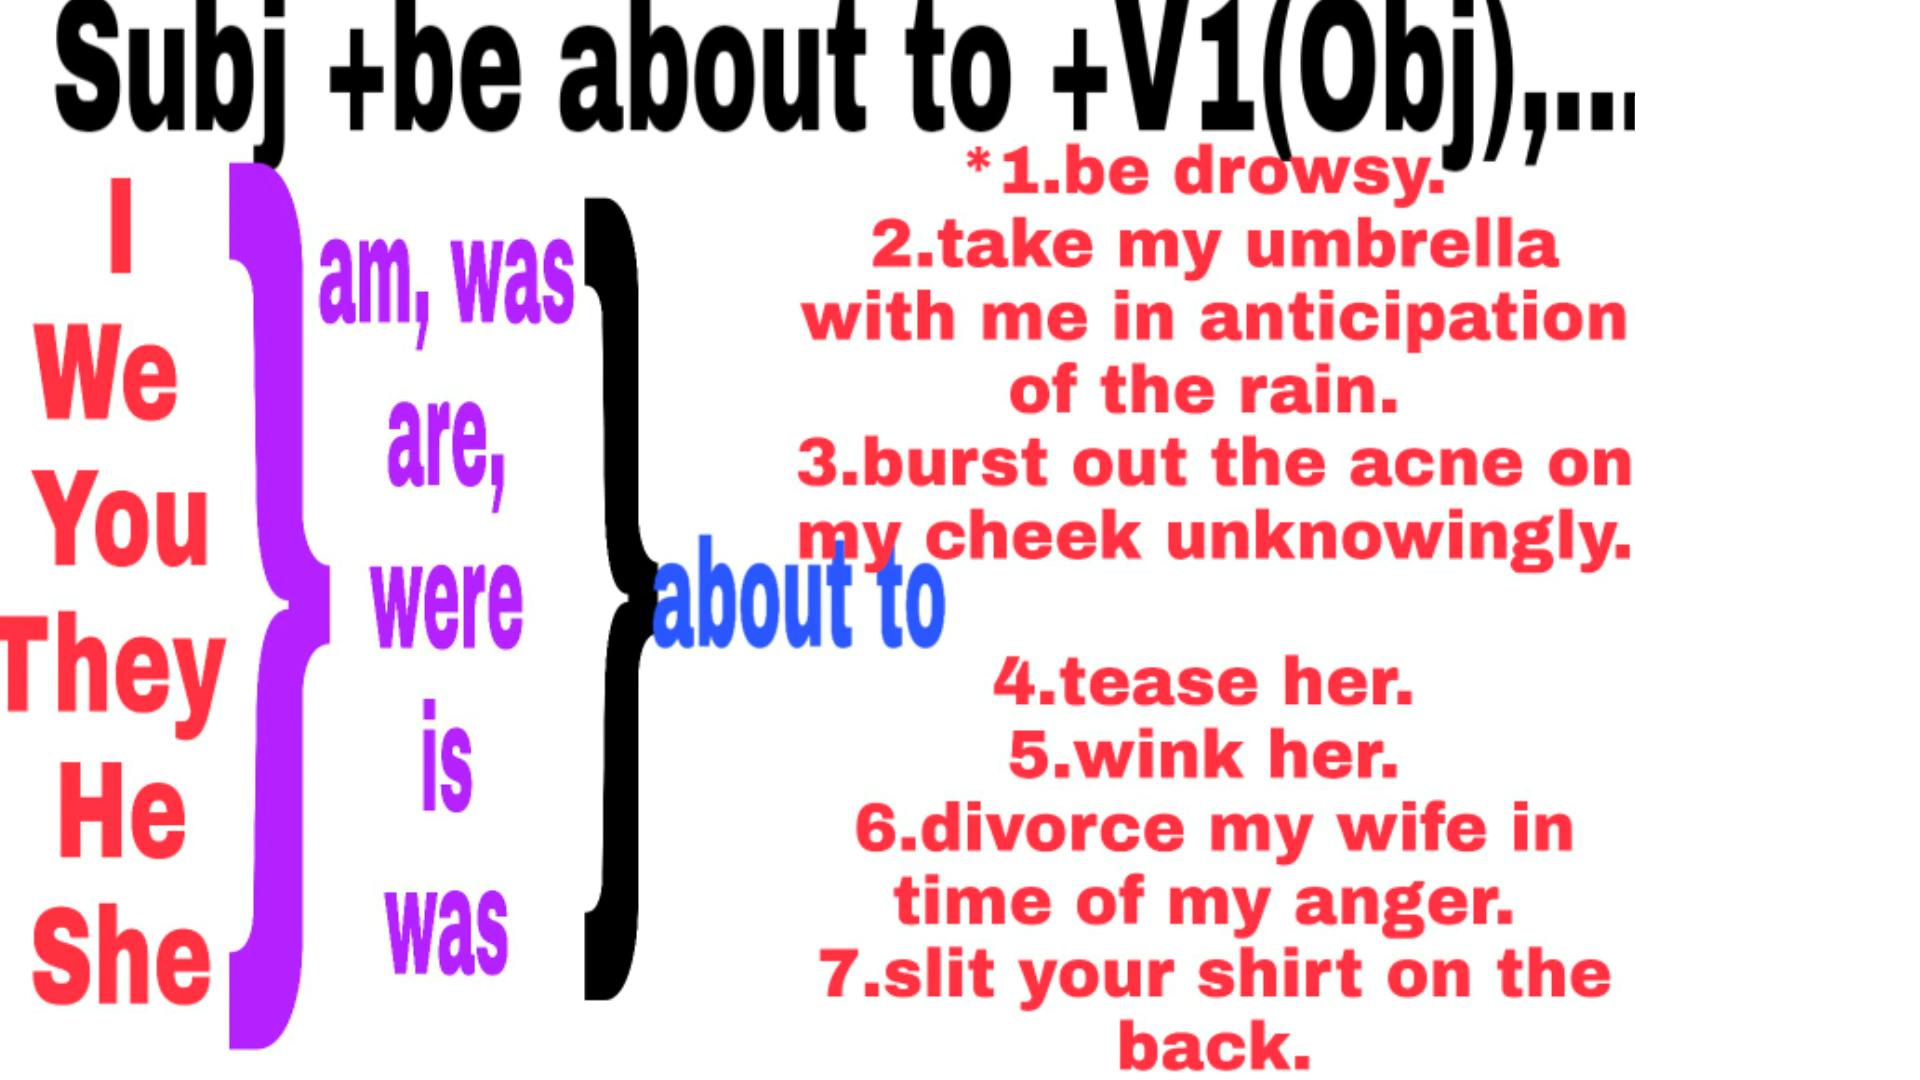 Subj +be about to +V1(Obj),...
I
We
You
They
He
She
am, was
are,
were
is
was
about to
*1.be drowsy.
2.take my umbrella
with me in anticipation
of the rain.
3.burst out the acne on
my cheek unknowingly.
4.tease her.
5.wink her.
6.divorce my wife in
time of my anger.
7.slit your shirt on the
back.